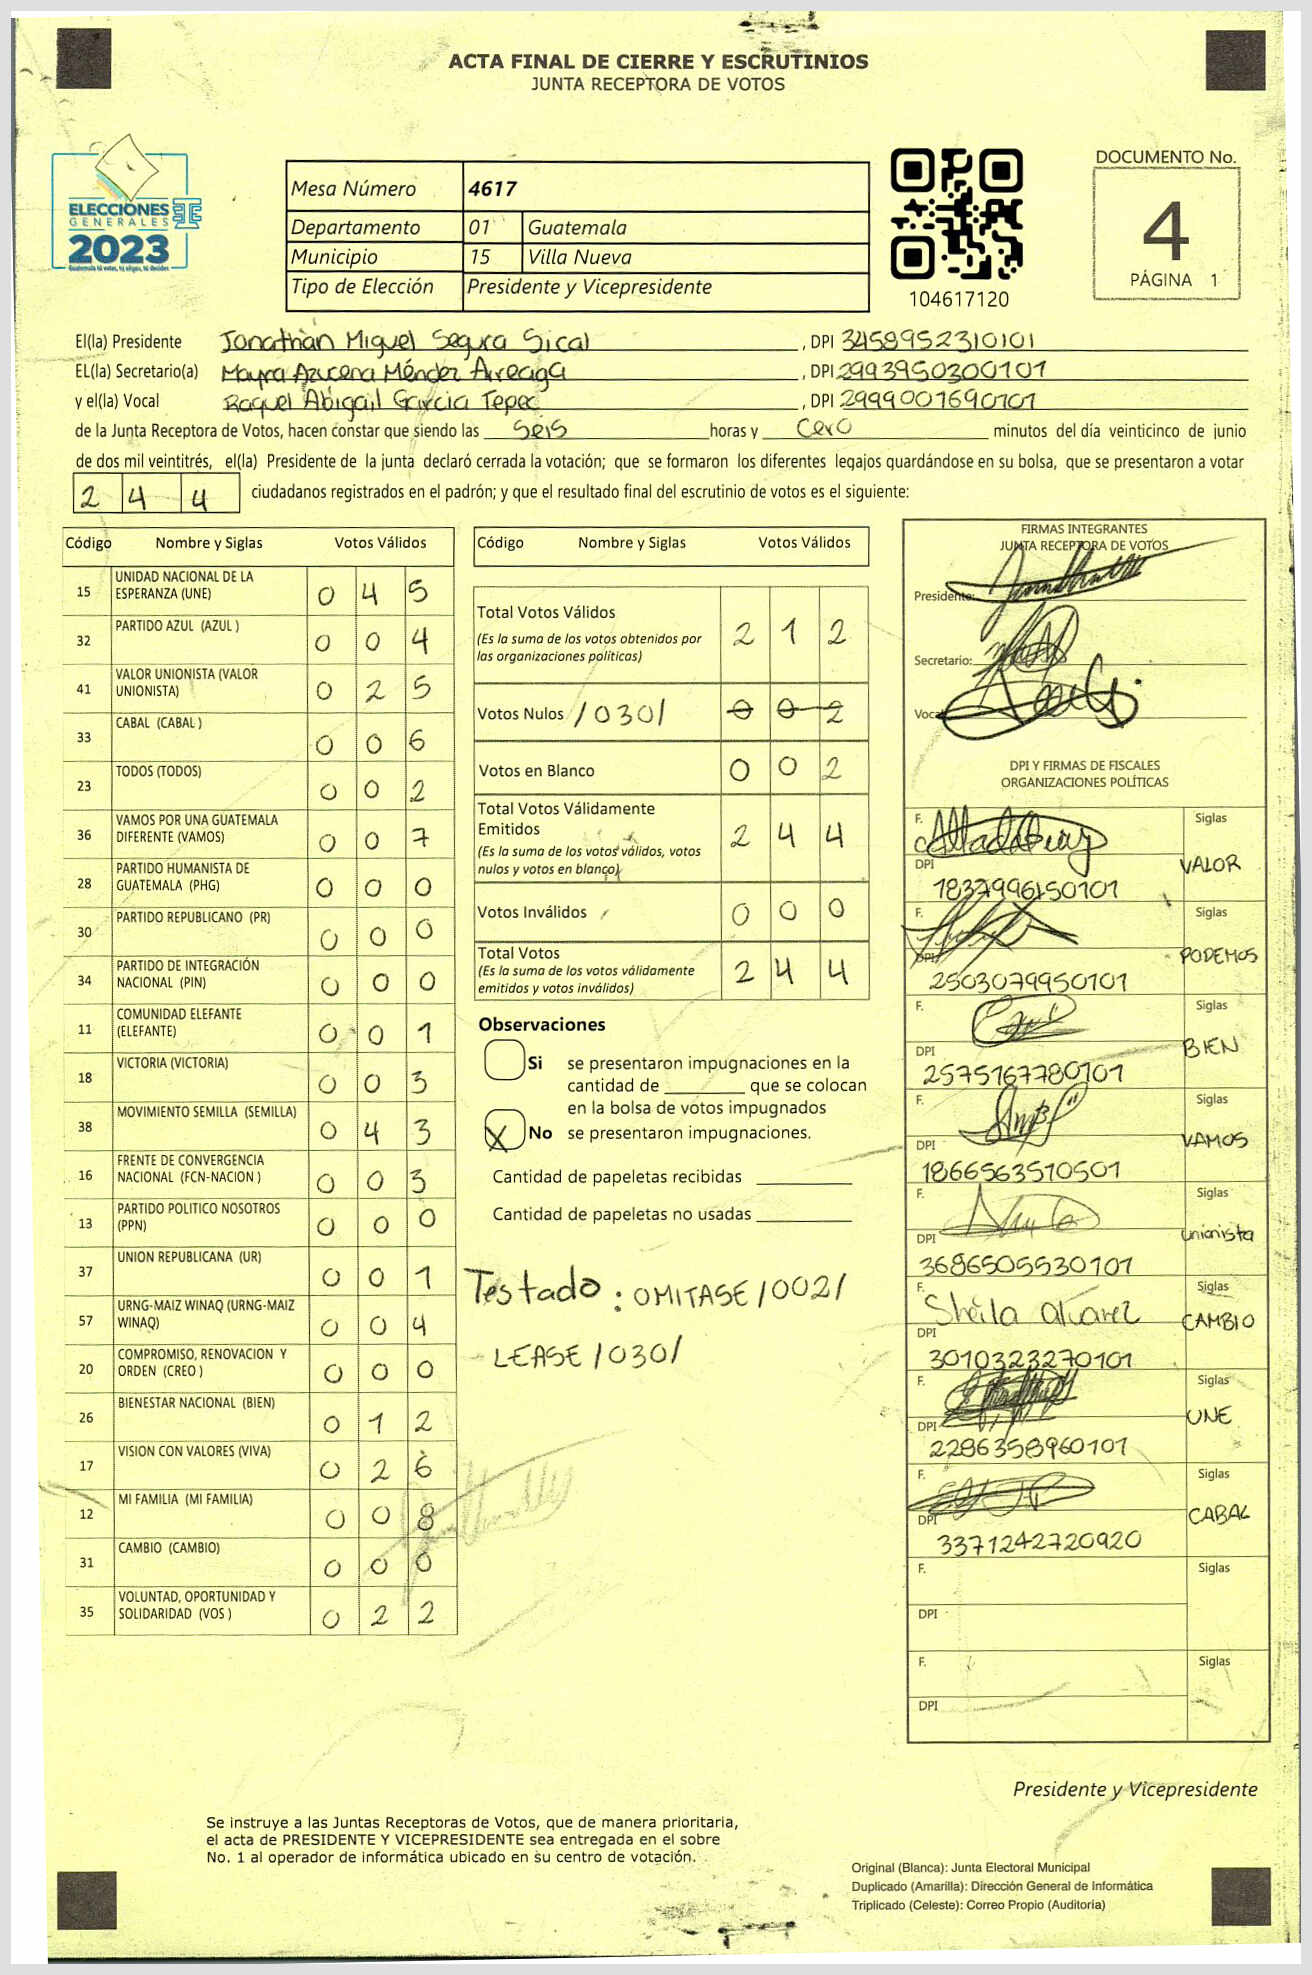 ACTA FINAL DE CIERRE Y ESCRUTINIOS
JUNTA RECEPTORA DE VOTOS
ELECCIONES
GENERALES
2023
Guatemala tú votas, tú eliges, tú decides
Mesa Número 4617
Departamento 01 Guatemala
Municipio 15 Villa Nueva
Tipo de Elección Presidente y Vicepresidente
104617120
DOCUMENTO No.
4
PÁGINA 1
El(la) Presidente Jonathan Miguel Segura Sical , DPI 3458952310101
EL(la) Secretario(a) Mayra Azucena Méndez Arreaga , DPI 2993950300101
y el(la) Vocal Raquel Abigail García Tepec , DPI 2999001690101
de la Junta Receptora de Votos, hacen constar que siendo las seis horas y cero minutos del día veinticinco de junio
de dos mil veintitrés, el(la) Presidente de la junta declaró cerrada la votación; que se formaron los diferentes legajos guardándose en su bolsa, que se presentaron a votar
2 4 4 ciudadanos registrados en el padrón; y que el resultado final del escrutinio de votos es el siguiente:
Código Nombre y Siglas Votos Válidos
15 UNIDAD NACIONAL DE LA ESPERANZA (UNE) 0 4 5
32 PARTIDO AZUL (AZUL ) 0 0 4
41 VALOR UNIONISTA (VALOR UNIONISTA) 0 2 5
33 CABAL (CABAL ) 0 0 6
23 TODOS (TODOS) 0 0 2
36 VAMOS POR UNA GUATEMALA DIFERENTE (VAMOS) 0 0 7
28 PARTIDO HUMANISTA DE GUATEMALA (PHG) 0 0 0
30 PARTIDO REPUBLICANO (PR) 0 0 0
34 PARTIDO DE INTEGRACIÓN NACIONAL (PIN) 0 0 0
11 COMUNIDAD ELEFANTE (ELEFANTE) 0 0 1
18 VICTORIA (VICTORIA) 0 0 3
38 MOVIMIENTO SEMILLA (SEMILLA) 0 4 3
16 FRENTE DE CONVERGENCIA NACIONAL (FCN-NACION ) 0 0 3
13 PARTIDO POLITICO NOSOTROS (PPN) 0 0 0
37 UNION REPUBLICANA (UR) 0 0 1
57 URNG-MAIZ WINAQ (URNG-MAIZ WINAQ) 0 0 4
20 COMPROMISO, RENOVACION Y ORDEN (CREO ) 0 0 0
26 BIENESTAR NACIONAL (BIEN) 0 1 2
17 VISION CON VALORES (VIVA) 0 2 6
12 MI FAMILIA (MI FAMILIA) 0 0 8
31 CAMBIO (CAMBIO) 0 0 0
35 VOLUNTAD, OPORTUNIDAD Y SOLIDARIDAD (VOS ) 0 2 2
Código Nombre y Siglas Votos Válidos
Total Votos Válidos 2 1 2
(Es la suma de los votos obtenidos por
las organizaciones políticas)
Votos Nulos /030/ 0 0 2
Votos en Blanco 0 0 2
Total Votos Válidamente
Emitidos 2 4 4
(Es la suma de los votos válidos, votos
nulos y votos en blanco)
Votos Inválidos 0 0 0
Total Votos 2 4 4
(Es la suma de los votos válidamente
emitidos y votos inválidos)
Observaciones
Si se presentaron impugnaciones en la
cantidad de ________ que se colocan
en la bolsa de votos impugnados
X No se presentaron impugnaciones.
Cantidad de papeletas recibidas
Cantidad de papeletas no usadas
Testado : OMITASE /002/
- LEASE /030/
FIRMAS INTEGRANTES
JUNTA RECEPTORA DE VOTOS
Presidente:
Secretario:
Vocal
DPI Y FIRMAS DE FISCALES
ORGANIZACIONES POLÍTICAS
F. Siglas
DPI 1837996150101 VALOR
F. Siglas
DPI 2503079950101 PODEMOS
F. Siglas
DPI 2575167780101 BIEN
F. Siglas
DPI 1866563570501 VAMOS
F. Siglas
DPI 3686505530101 unionista
F. Sheila alvarez Siglas
DPI 3010323270101 CAMBIO
F. Siglas
DPI 2286358960101 UNE
F. Siglas
DPI 3371242720920 CABAL
F. Siglas
DPI
F. Siglas
DPI
Presidente y Vicepresidente
Se instruye a las Juntas Receptoras de Votos, que de manera prioritaria,
el acta de PRESIDENTE Y VICEPRESIDENTE sea entregada en el sobre
No. 1 al operador de informática ubicado en su centro de votación.
Original (Blanca): Junta Electoral Municipal
Duplicado (Amarilla): Dirección General de Informática
Triplicado (Celeste): Correo Propio (Auditoría)